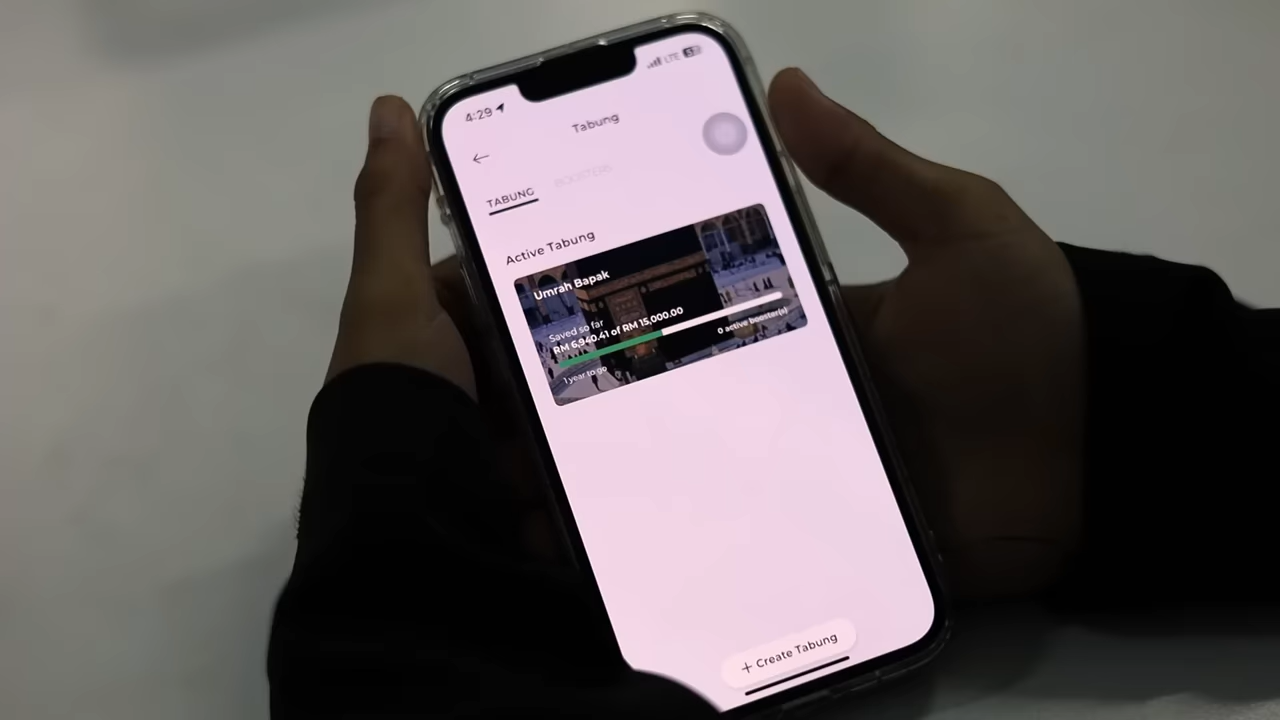 4:29
LTE
Tabung
TABUNG
BOOSTERS
Active Tabung
Umrah Bapak
Saved so far
RM 6,940.41 of RM 15,000.00
0 active booster(s)
1 year to go
+ Create Tabung